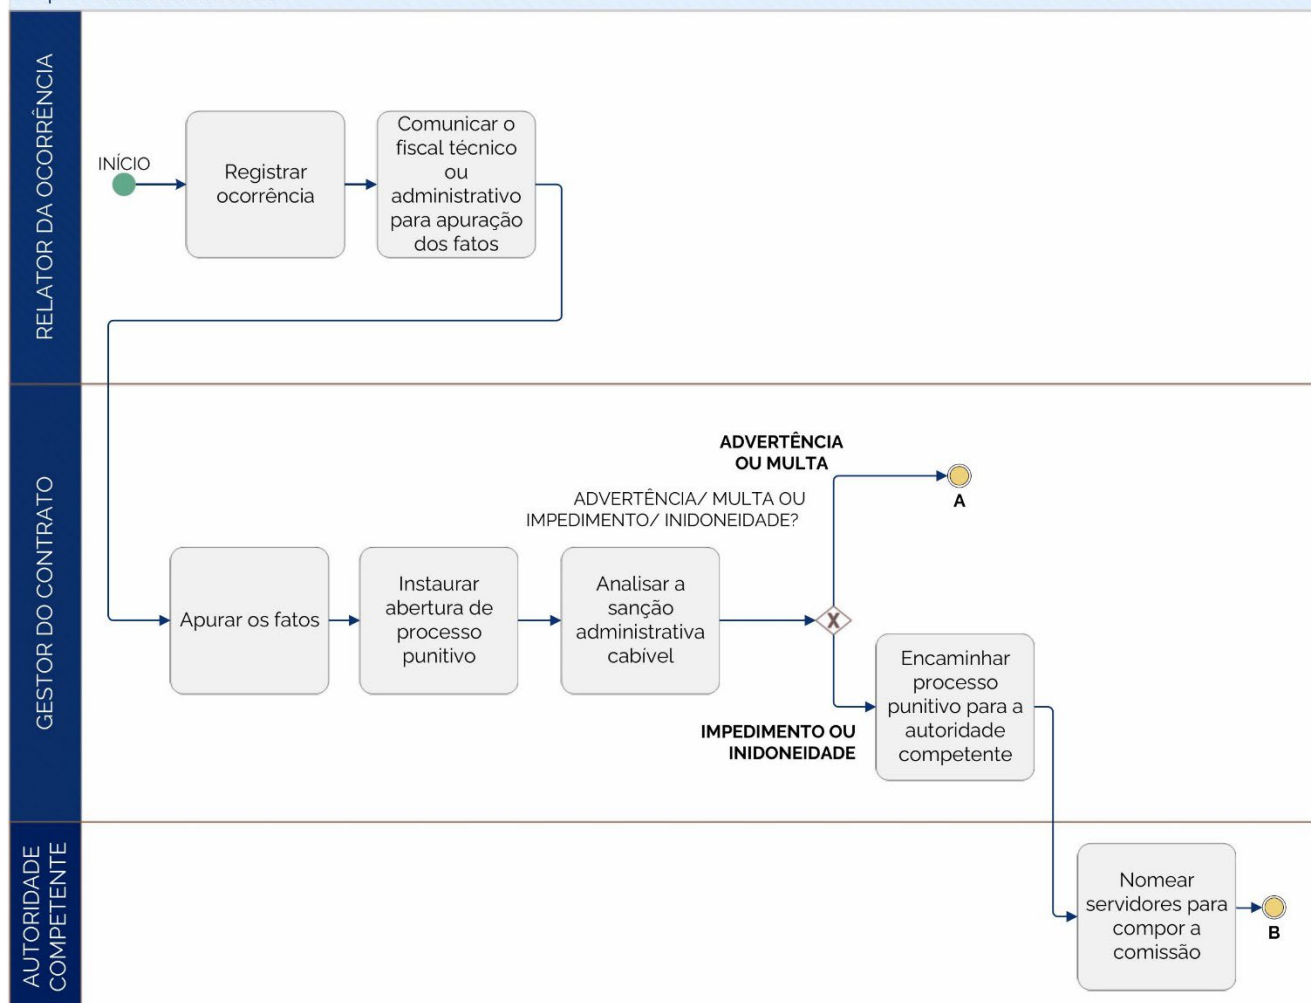 RELATOR DA OCORRÊNCIA
INÍCIO
Registrar
ocorrência
Comunicar o
fiscal técnico
ou
administrativo
para apuração
dos fatos
GESTOR DO CONTRATO
Apurar os fatos
Instaurar
abertura de
processo
punitivo
Analisar a
sanção
administrativa
cabível
ADVERTÊNCIA/ MULTA OU
IMPEDIMENTO/ INIDONEIDADE?
X
ADVERTÊNCIA
OU MULTA
A
IMPEDIMENTO OU
INIDONEIDADE
Encaminhar
processo
punitivo para a
autoridade
competente
AUTORIDADE
COMPETENTE
Nomear
servidores para
compor a
comissão
B